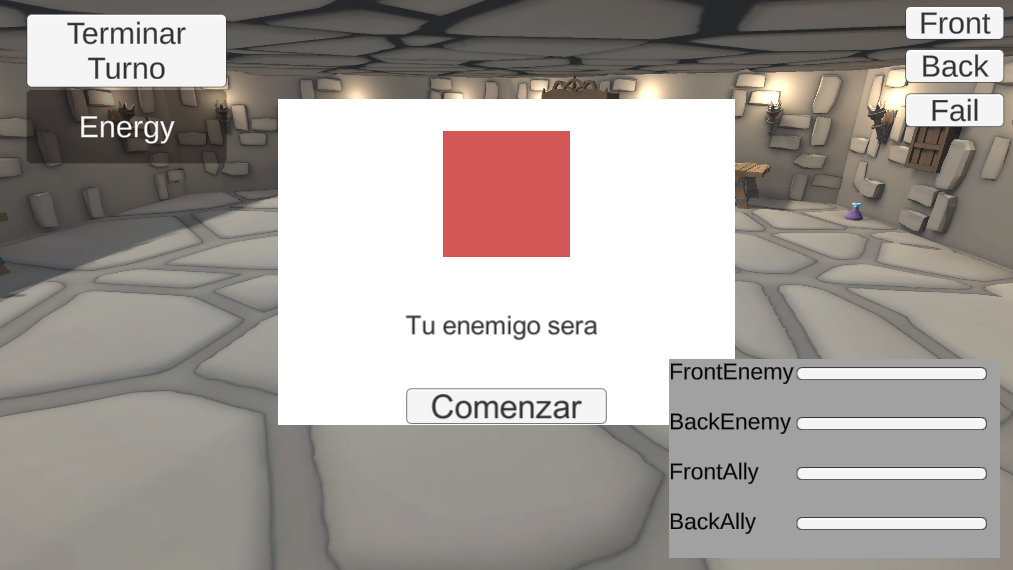 Terminar
Turno
Energy
Front
Back
Fail
Tu enemigo sera
Comenzar
FrontEnemy
BackEnemy
FrontAlly
BackAlly